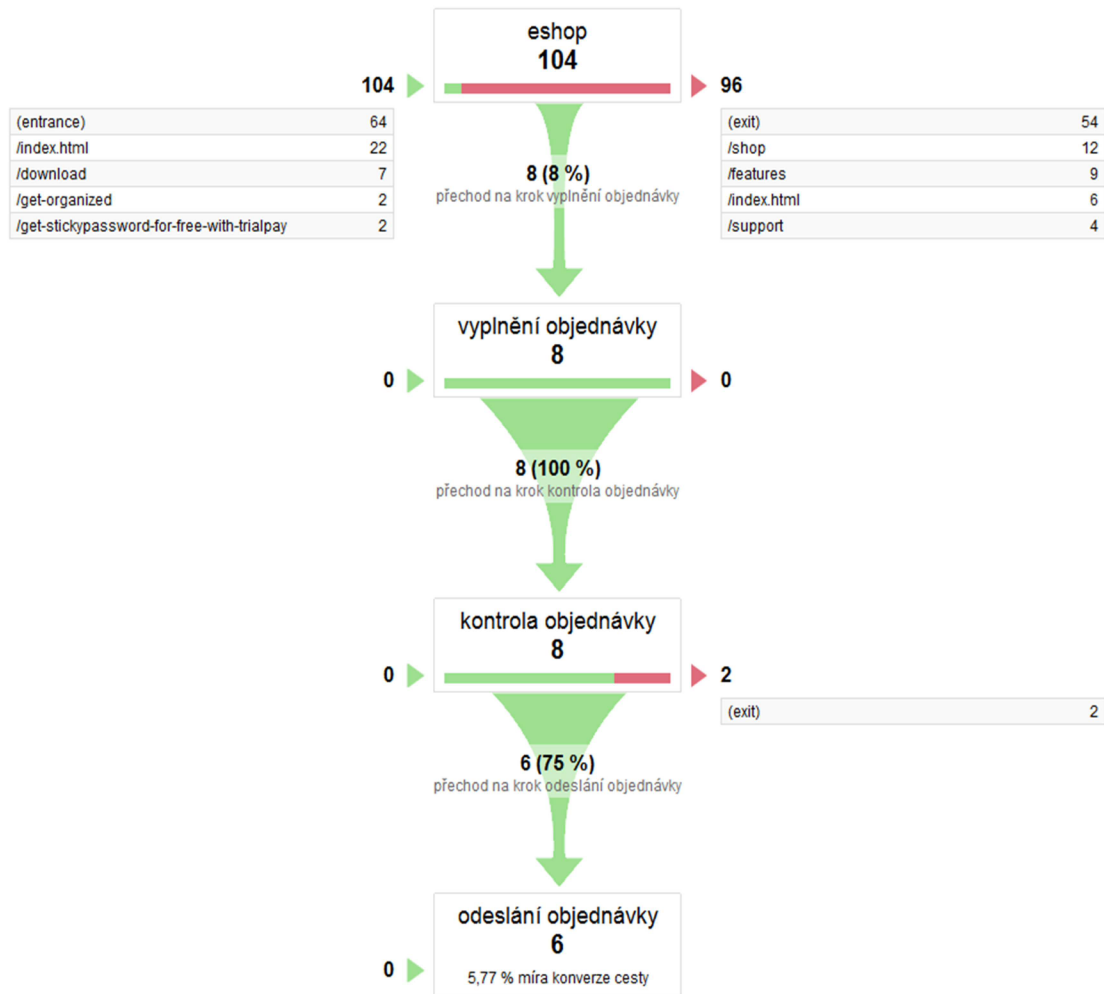 eshop
104
104
96
(entrance) 64
/index.html 22
/download 7
/get-organized 2
/get-stickypassword-for-free-with-trialpay 2
(exit) 54
/shop 12
/features 9
/index.html 6
/support 4
8 (8 %)
přechod na krok vyplnění objednávky
vyplnění objednávky
8
0
0
8 (100 %)
přechod na krok kontrola objednávky
kontrola objednávky
8
0
2
(exit) 2
6 (75 %)
přechod na krok odeslání objednávky
odeslání objednávky
6
0
5,77 % míra konverze cesty